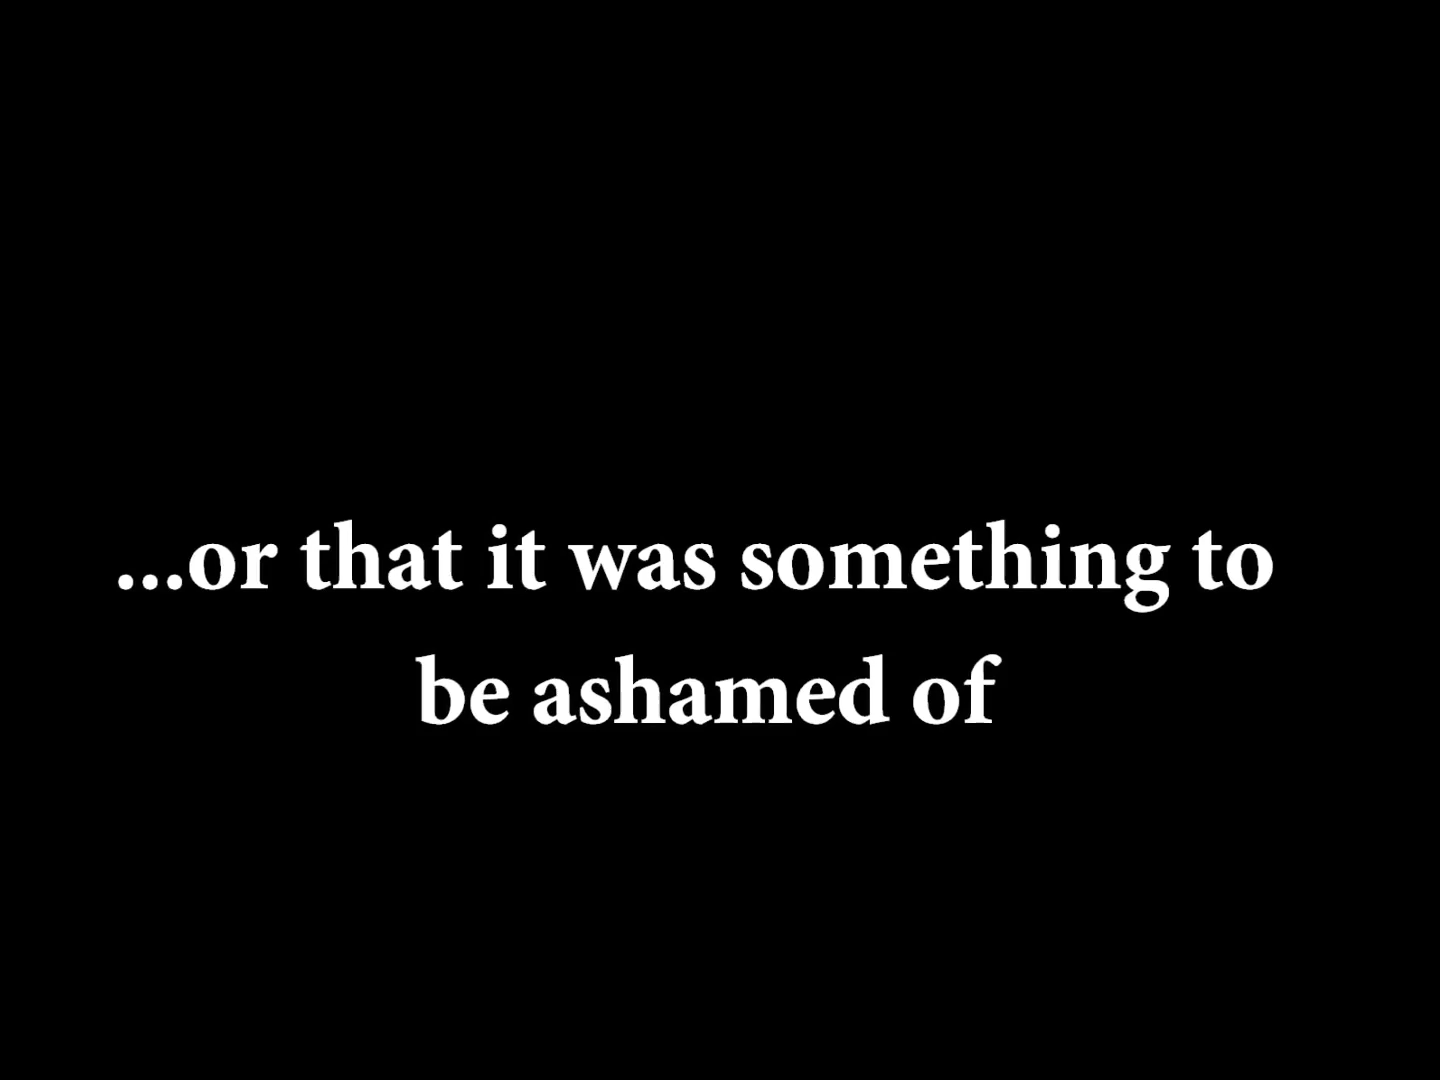 ...or that it was something to
be ashamed of